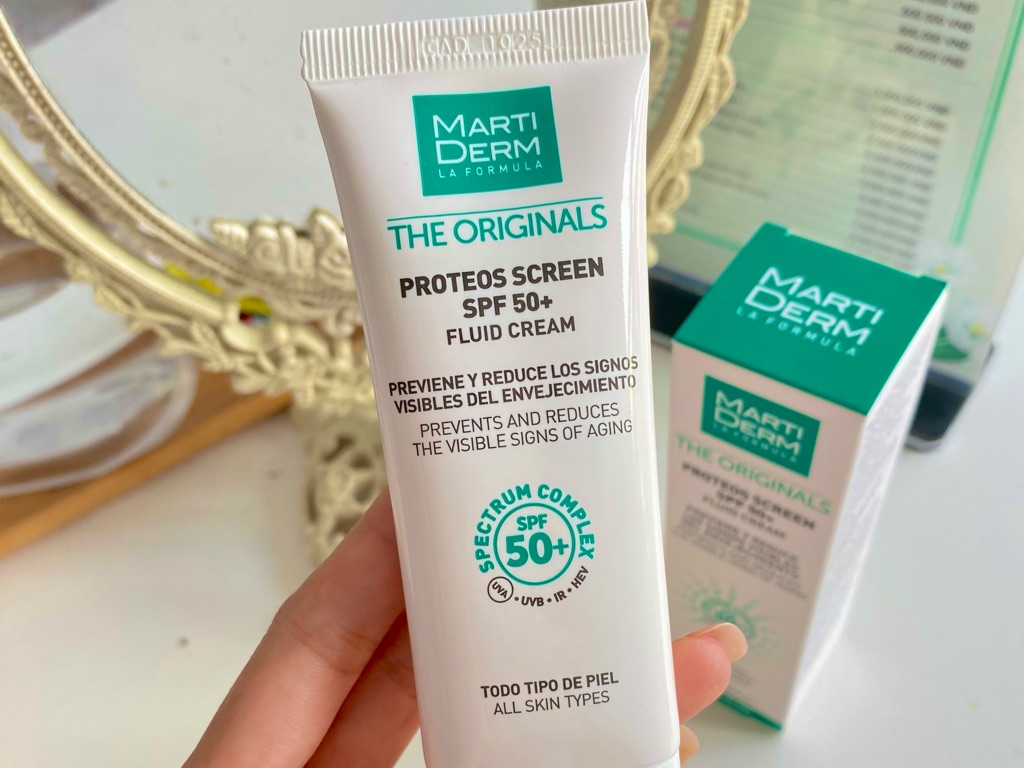 CAD 1025
MARTI
DERM
LA FORMULA
THE ORIGINALS
PROTEOS SCREEN
SPF 50+
FLUID CREAM
PREVIENE Y REDUCE LOS SIGNOS
VISIBLES DEL ENVEJECIMIENTO
PREVENTS AND REDUCES
THE VISIBLE SIGNS OF AGING
SPECTRUM COMPLEX
SPF
50+
UVA • UVB • IR • HEV
TODO TIPO DE PIEL
ALL SKIN TYPES
MARTI
DERM
LA FORMULA
MARTI
DERM
LA FORMULA
THE ORIGINALS
PROTEOS SCREEN
SPF 50+
FLUID CREAM